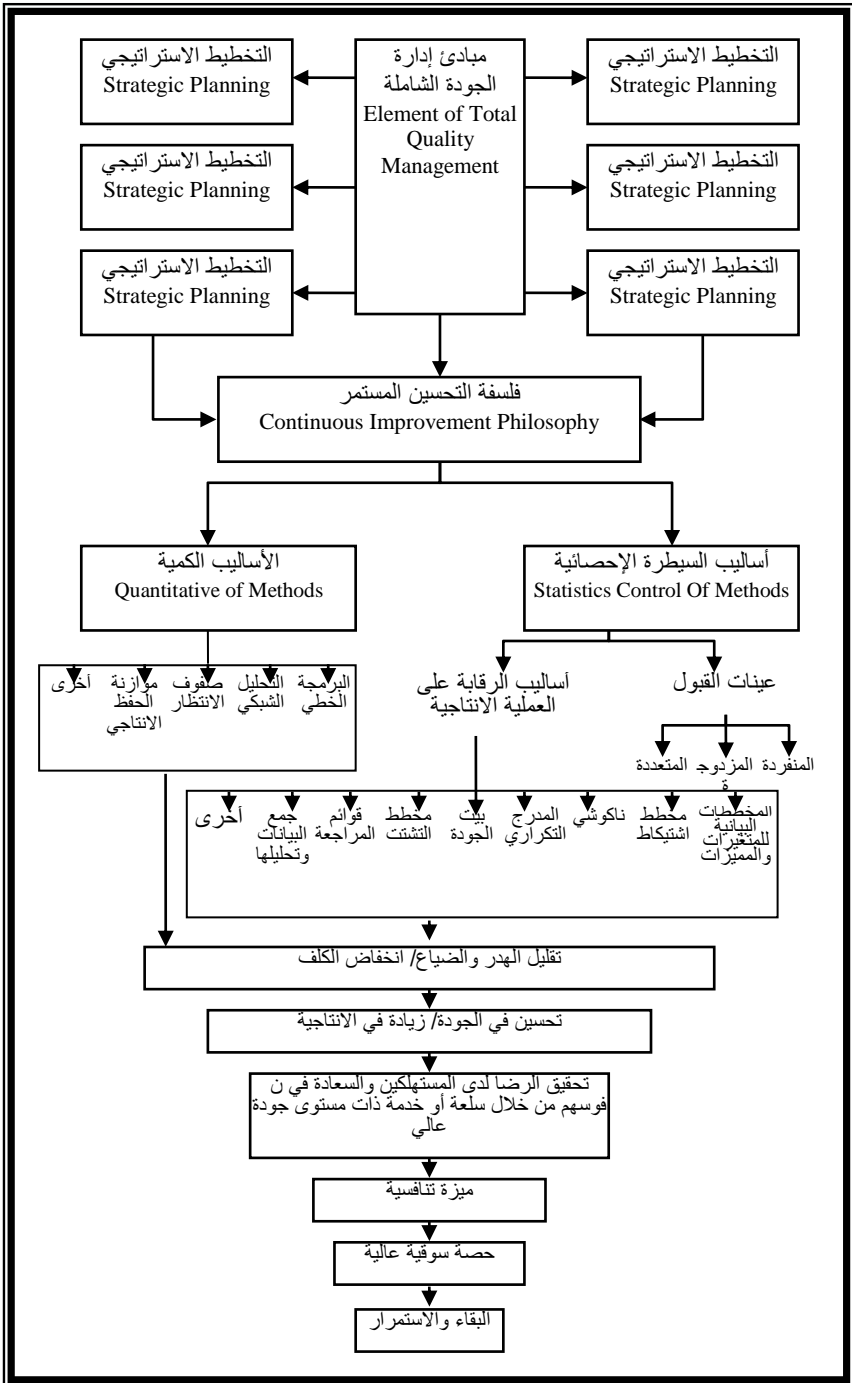 التخطيط الاستراتيجي
Strategic Planning
مبادئ إدارة
الجودة الشاملة
Element of Total
Quality
Management
التخطيط الاستراتيجي
Strategic Planning
التخطيط الاستراتيجي
Strategic Planning
التخطيط الاستراتيجي
Strategic Planning
التخطيط الاستراتيجي
Strategic Planning
التخطيط الاستراتيجي
Strategic Planning
فلسفة التحسين المستمر
Continuous Improvement Philosophy
أساليب السيطرة الإحصائية
Statistics Control Of Methods
الأساليب الكمية
Quantitative of Methods
عينات القبول
أساليب الرقابة على
العملية الانتاجية
المنفردة
المزدوج
ة
المتعددة
البرمجة
الخطي
التحليل
الشبكي
صفوف
الانتظار
موازنة
الحفظ
الانتاجي
أخرى
المخططات
البيانية
للمتغيرات
والمميزات
مخطط
اشتيكاط
ناكوشي
المدرج
التكراري
بيت
الجودة
مخطط
التشتت
قوائم
المراجعة
جمع
البيانات
وتحليلها
أخرى
تقليل الهدر والضياع/ انخفاض الكلف
تحسين في الجودة/ زيادة في الانتاجية
تحقيق الرضا لدى المستهلكين والسعادة في ن
فوسهم من خلال سلعة أو خدمة ذات مستوى جودة
عالي
ميزة تنافسية
حصة سوقية عالية
البقاء والاستمرار